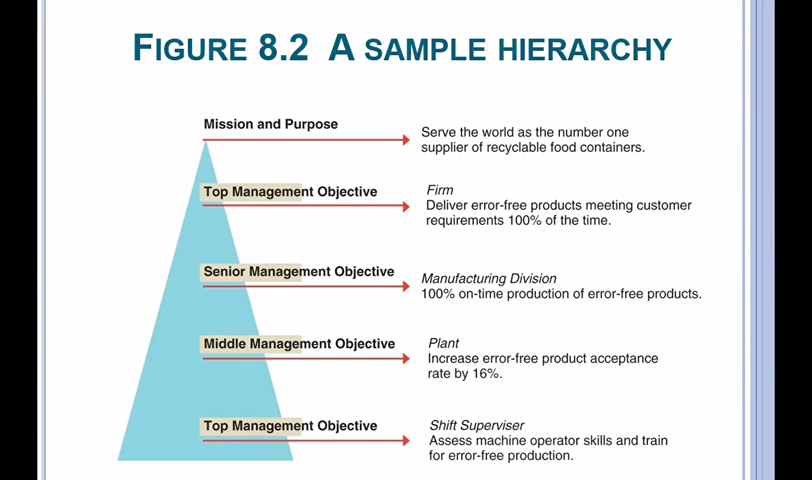 FIGURE 8.2 A SAMPLE HIERARCHY
Mission and Purpose
Serve the world as the number one
supplier of recyclable food containers.
Top Management Objective
Firm
Deliver error-free products meeting customer
requirements 100% of the time.
Senior Management Objective
Manufacturing Division
100% on-time production of error-free products.
Middle Management Objective
Plant
Increase error-free product acceptance
rate by 16%.
Top Management Objective
Shift Superviser
Assess machine operator skills and train
for error-free production.